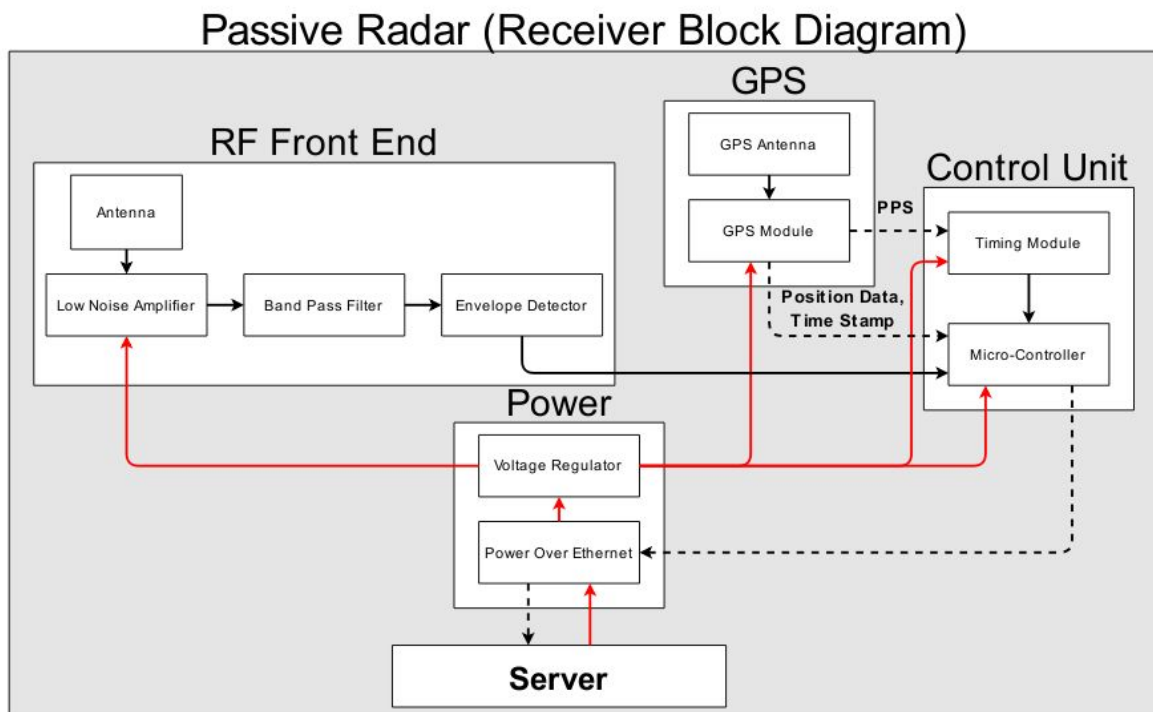 Passive Radar (Receiver Block Diagram)
GPS
RF Front End
GPS Antenna
Control Unit
Antenna
PPS
GPS Module
Timing Module
Low Noise Amplifier
Band Pass Filter
Envelope Detector
Position Data,
Time Stamp
Micro-Controller
Power
Voltage Regulator
Power Over Ethernet
Server